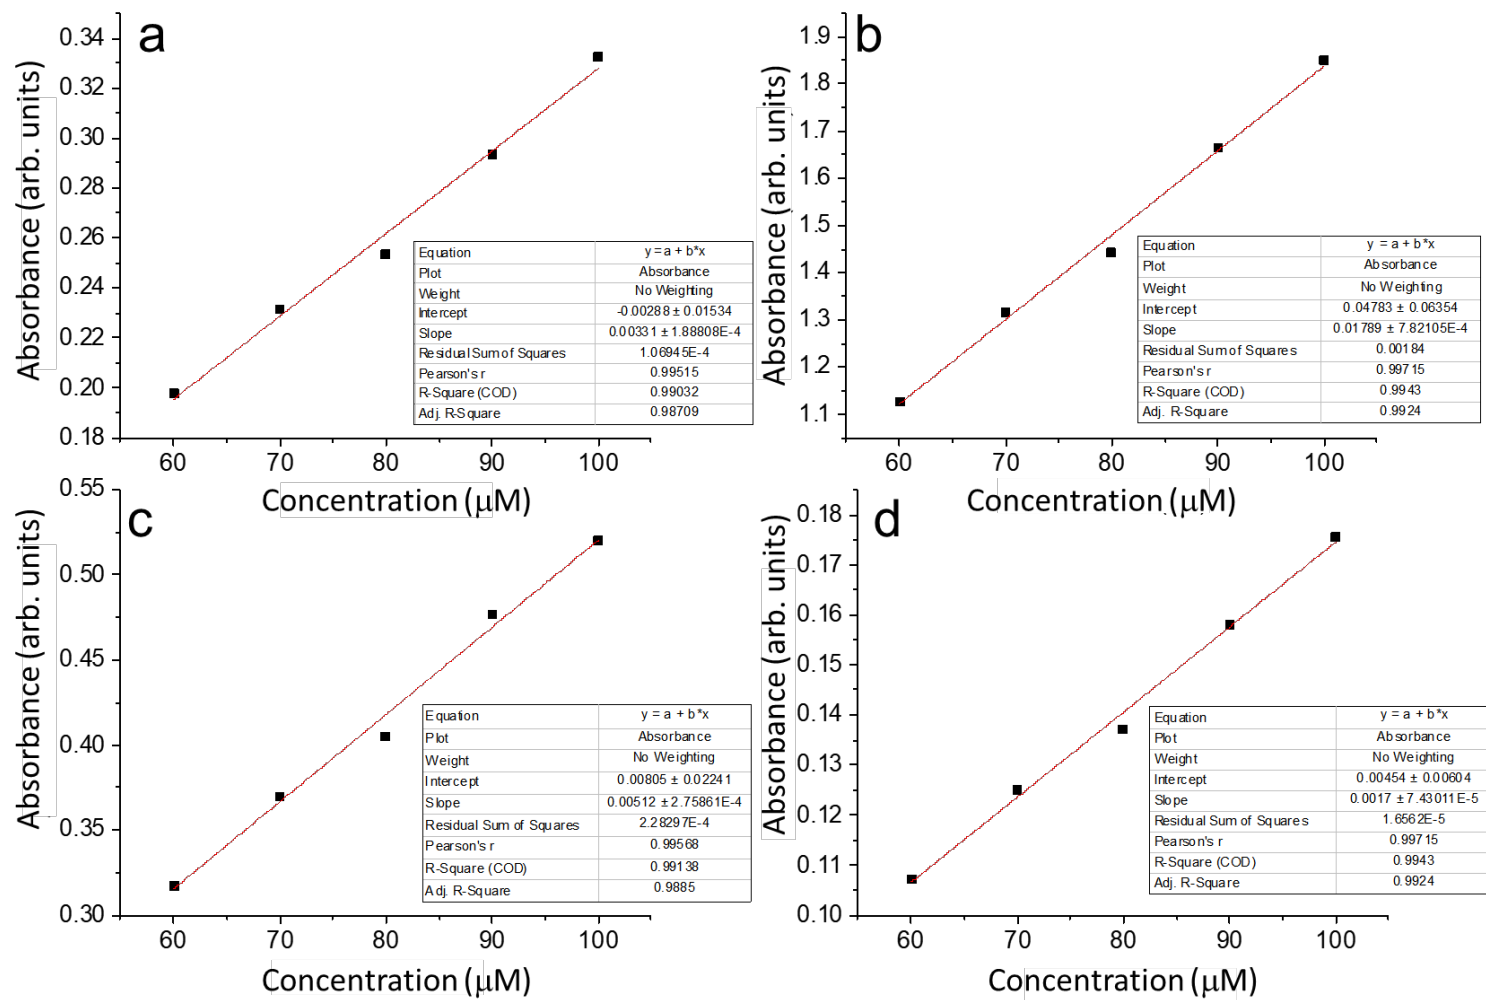 a
Absorbance (arb. units)
0.34
0.32
0.30
0.28
0.26
0.24
0.22
0.20
0.18
60 70 80 90 100
Concentration (μM)
Equation y = a + b*x
Plot Absorbance
Weight No Weighting
Intercept -0.00288 ± 0.01534
Slope 0.00331 ± 1.88808E-4
Residual Sum of Squares 1.06945E-4
Pearson's r 0.99515
R-Square (COD) 0.99032
Adj. R-Square 0.98709
b
Absorbance (arb. units)
1.9
1.8
1.7
1.6
1.5
1.4
1.3
1.2
1.1
60 70 80 90 100
Concentration (μM)
Equation y = a + b*x
Plot Absorbance
Weight No Weighting
Intercept 0.04783 ± 0.06354
Slope 0.01789 ± 7.82105E-4
Residual Sum of Squares 0.00184
Pearson's r 0.99715
R-Square (COD) 0.9943
Adj. R-Square 0.9924
c
Absorbance (arb. units)
0.55
0.50
0.45
0.40
0.35
0.30
60 70 80 90 100
Concentration (μM)
Equation y = a + b*x
Plot Absorbance
Weight No Weighting
Intercept 0.00805 ± 0.02241
Slope 0.00512 ± 2.75861E-4
Residual Sum of Squares 2.28297E-4
Pearson's r 0.99568
R-Square (COD) 0.99138
Adj. R-Square 0.9885
d
Absorbance (arb. units)
0.18
0.17
0.16
0.15
0.14
0.13
0.12
0.11
0.10
60 70 80 90 100
Concentration (μM)
Equation y = a + b*x
Plot Absorbance
Weight No Weighting
Intercept 0.00454 ± 0.00604
Slope 0.0017 ± 7.43011E-5
Residual Sum of Squares 1.6562E-5
Pearson's r 0.99715
R-Square (COD) 0.9943
Adj. R-Square 0.9924